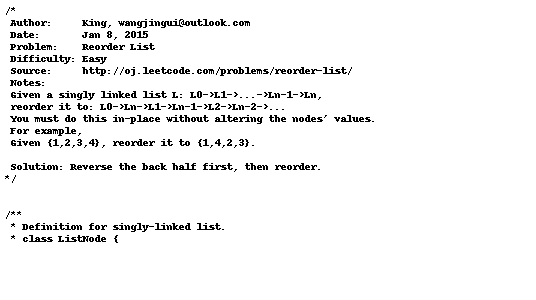 /*
 Author:     King, wangjingui@outlook.com
 Date:       Jan 8, 2015
 Problem:    Reorder List
 Difficulty: Easy
 Source:     http://oj.leetcode.com/problems/reorder-list/
 Notes:
 Given a singly linked list L: L0->L1->...->Ln-1->Ln,
 reorder it to: L0->Ln->L1->Ln-1->L2->Ln-2->...
 You must do this in-place without altering the nodes' values.
 For example,
 Given {1,2,3,4}, reorder it to {1,4,2,3}.
 Solution: Reverse the back half first, then reorder.
*/
/**
 * Definition for singly-linked list.
 * class ListNode {